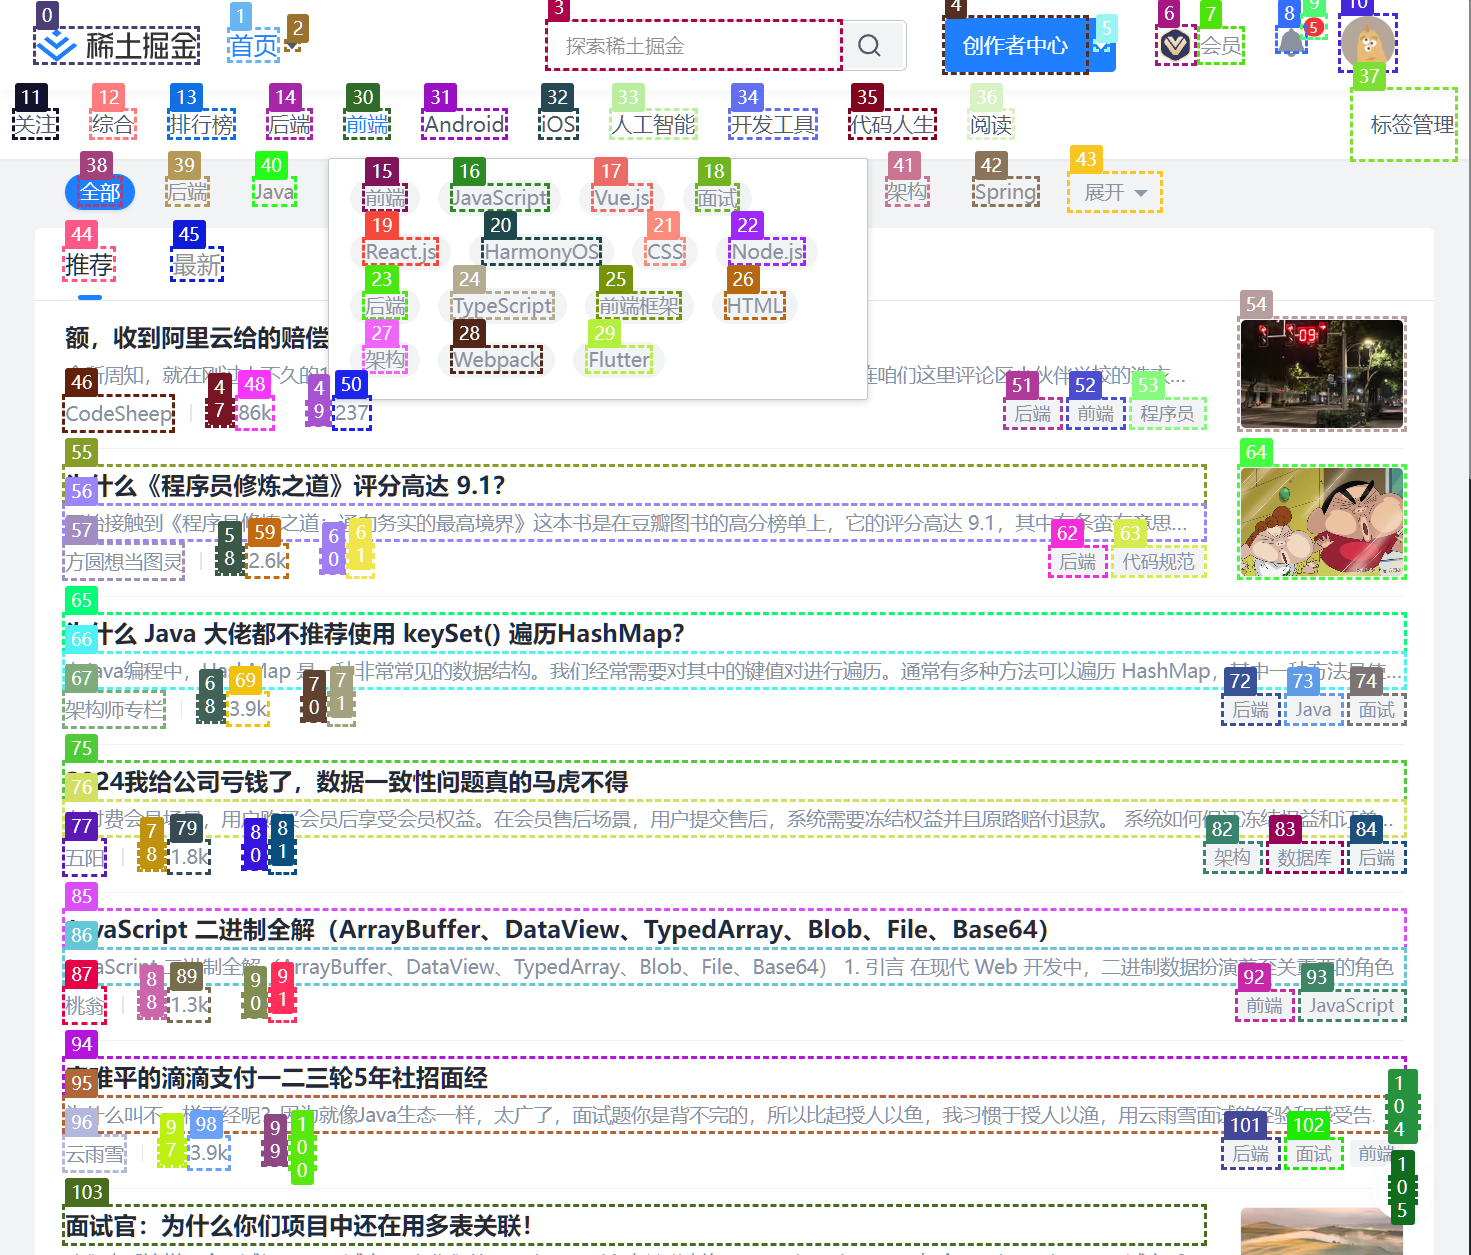 0 1 2 3 4 5 6 7 8 9 10
稀土掘金 首页 探索稀土掘金 创作者中心 会员 5
11 12 13 14 30 31 32 33 34 35 36 37
关注 综合 排行榜 后端 前端 Android iOS 人工智能 开发工具 代码人生 阅读 标签管理
38 39 40 15 16 17 18 41 42 43
全部 后端 Java 前端 JavaScript Vue.js 面试 架构 Spring 展开
44 45 19 20 21 22
推荐 最新 React.js HarmonyOS CSS Node.js
23 24 25 26
后端 TypeScript 前端框架 HTML
27 28 29 54
额，收到阿里云给的赔偿
架构 Webpack Flutter
46 47 48 49 50 51 52 53
CodeSheep 86k 237 后端 前端 程序员
55 64
什么《程序员修炼之道》评分高达 9.1？
56
接触到《程序员修炼之道：通向务实的最高境界》这本书是在豆瓣图书的高分榜单上，它的评分高达 9.1，其中
57 58 59 60 61 62 63
方圆想当图灵 2.6k 后端 代码规范
65
为什么 Java 大佬都不推荐使用 keySet() 遍历HashMap？
66
Java编程中，HashMap 是一种非常常见的数据结构。我们经常需要对其中的键值对进行遍历。通常有多种方法可以遍历 HashMap，其中一种方法是使...
67 68 69 70 71 72 73 74
架构师专栏 3.9k 后端 Java 面试
75
2024我给公司亏钱了，数据一致性问题真的马虎不得
76
付费会员场景，用户购买会员后享受会员权益。在会员售后场景，用户提交售后，系统需要冻结权益并且原路赔付退款。 系统如何保证冻结权益和订单...
77 78 79 80 81 82 83 84
五阳 1.8k 架构 数据库 后端
85
JavaScript 二进制全解（ArrayBuffer、DataView、TypedArray、Blob、File、Base64）
86
JavaScript 二进制全解（ArrayBuffer、DataView、TypedArray、Blob、File、Base64） 1. 引言 在现代 Web 开发中，二进制数据扮演着至关重要的角色
87 88 89 90 91 92 93
桃翁 1.3k 前端 JavaScript
94
唯平的滴滴支付一二三轮5年社招面经
95 104
为什么叫不一样面经呢？因为就像Java生态一样，太广了，面试题你是背不完的，所以比起授人以鱼，我习惯于授人以渔，用云雨雪面试的经验和感受告
96 97 98 99 100 101 102
云雨雪 3.9k 后端 面试 前端
103 105
面试官：为什么你们项目中还在用多表关联！